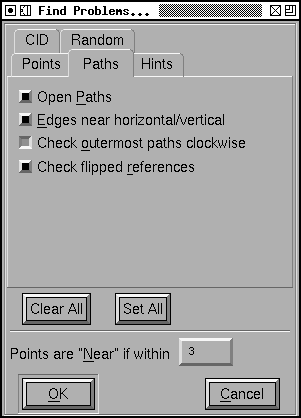 Find Problems...
CID Random
Points Paths Hints
Open Paths
Edges near horizontal/vertical
Check outermost paths clockwise
Check flipped references
Clear All Set All
Points are "Near" if within 3
OK Cancel